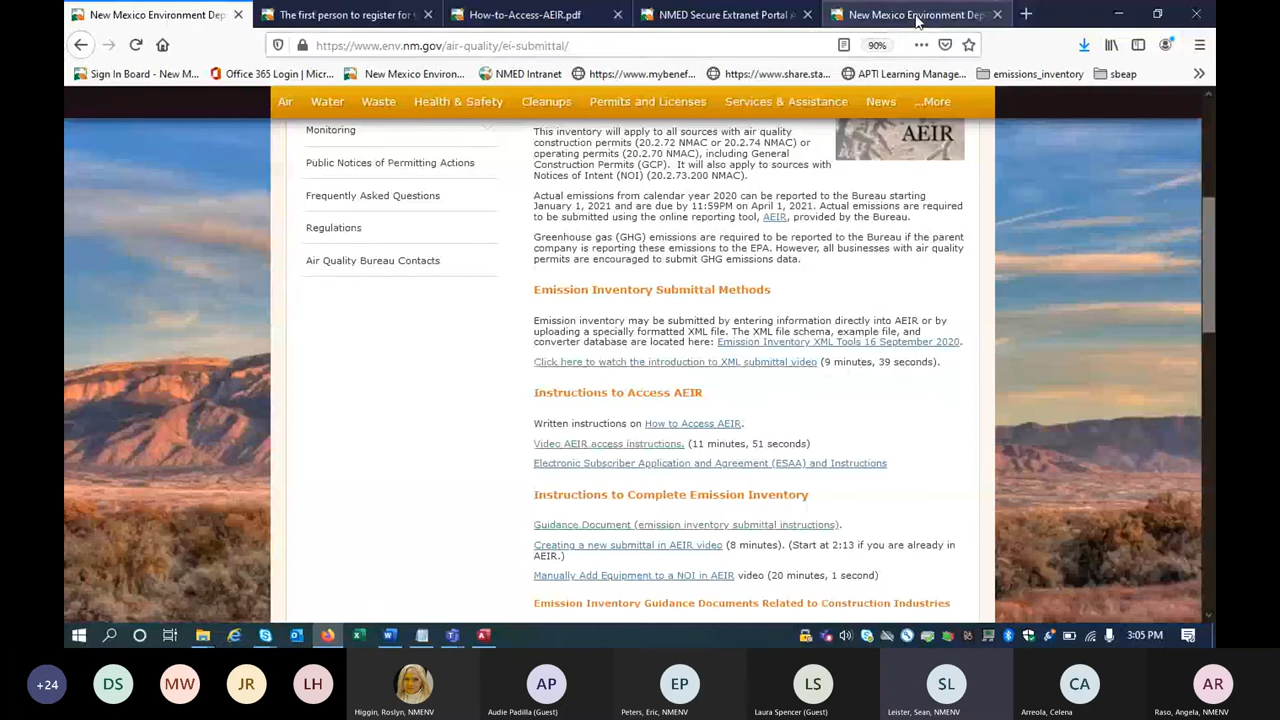 New Mexico Environment Dep
The first person to register for
How-to-Access-AEIR.pdf
NMED Secure Extranet Portal
New Mexico Environment Dep
https://www.env.nm.gov/air-quality/ei-submittal/
90%
Sign In Board - New M...
Office 365 Login | Micr...
New Mexico Environ...
NMED Intranet
https://www.mybenef...
https://www.share.sta...
APTI Learning Manage...
emissions_inventory
sbeap
Air
Water
Waste
Health & Safety
Cleanups
Permits and Licenses
Services & Assistance
News
...More
Monitoring
Public Notices of Permitting Actions
Frequently Asked Questions
Regulations
Air Quality Bureau Contacts
AEIR
This inventory will apply to all sources with air quality
construction permits (20.2.72 NMAC or 20.2.74 NMAC) or
operating permits (20.2.70 NMAC), including General
Construction Permits (GCP). It will also apply to sources with
Notices of Intent (NOI) (20.2.73.200 NMAC).
Actual emissions from calendar year 2020 can be reported to the Bureau starting
January 1, 2021 and are due by 11:59PM on April 1, 2021. Actual emissions are required
to be submitted using the online reporting tool, AEIR, provided by the Bureau.
Greenhouse gas (GHG) emissions are required to be reported to the Bureau if the parent
company is reporting these emissions to the EPA. However, all businesses with air quality
permits are encouraged to submit GHG emissions data.
Emission Inventory Submittal Methods
Emission inventory may be submitted by entering information directly into AEIR or by
uploading a specially formatted XML file. The XML file schema, example file, and
converter database are located here: Emission Inventory XML Tools 16 September 2020.
Click here to watch the introduction to XML submittal video (9 minutes, 39 seconds).
Instructions to Access AEIR
Written instructions on How to Access AEIR.
Video AEIR access instructions. (11 minutes, 51 seconds)
Electronic Subscriber Application and Agreement (ESAA) and Instructions
Instructions to Complete Emission Inventory
Guidance Document (emission inventory submittal instructions).
Creating a new submittal in AEIR video (8 minutes). (Start at 2:13 if you are already in
AEIR.)
Manually Add Equipment to a NOI in AEIR video (20 minutes, 1 second)
Emission Inventory Guidance Documents Related to Construction Industries
3:05 PM
+24
DS
MW
JR
LH
AP
EP
LS
SL
CA
AR
Higgin, Roslyn, NMENV
Audie Padilla (Guest)
Peters, Eric, NMENV
Laura Spencer (Guest)
Leister, Sean, NMENV
Arreola, Celena
Raso, Angela, NMENV